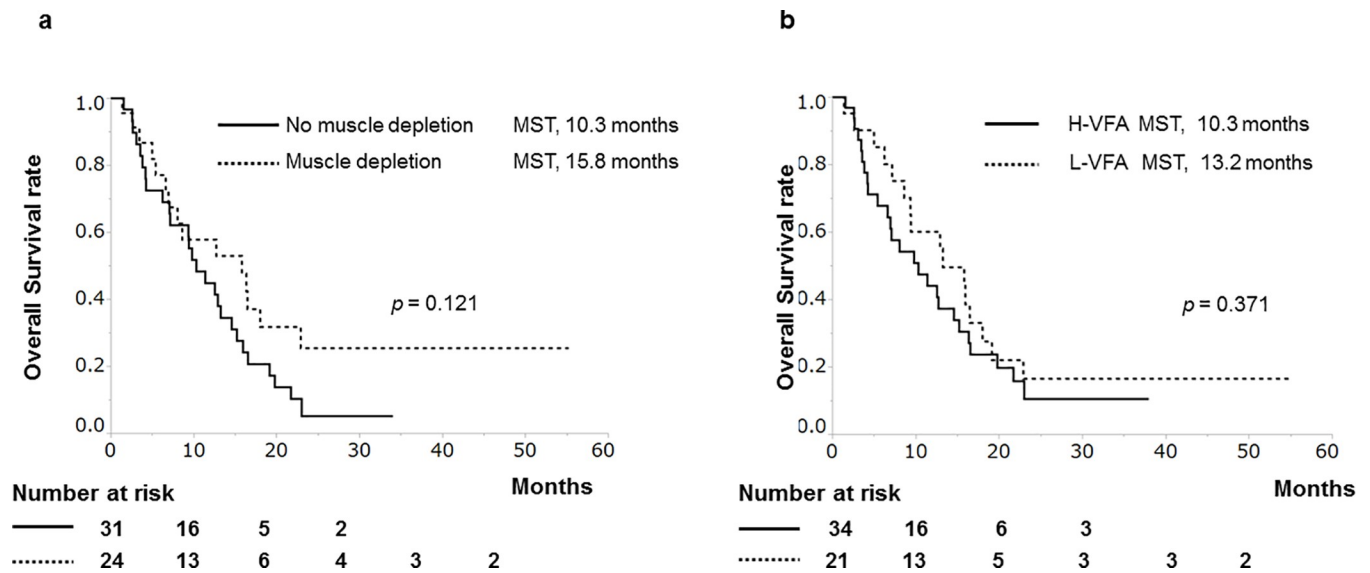 a
1.0
0.8
0.6
0.4
0.2
0.0
Overall Survival rate
No muscle depletion MST, 10.3 months
Muscle depletion MST, 15.8 months
p = 0.121
0 10 20 30 40 50 60
Months
Number at risk
31 16 5 2
24 13 6 4 3 2
b
1.0
0.8
0.6
0.4
0.2
0.0
Overall Survival rate
H-VFA MST, 10.3 months
L-VFA MST, 13.2 months
p = 0.371
0 10 20 30 40 50 60
Months
Number at risk
34 16 6 3
21 13 5 3 3 2